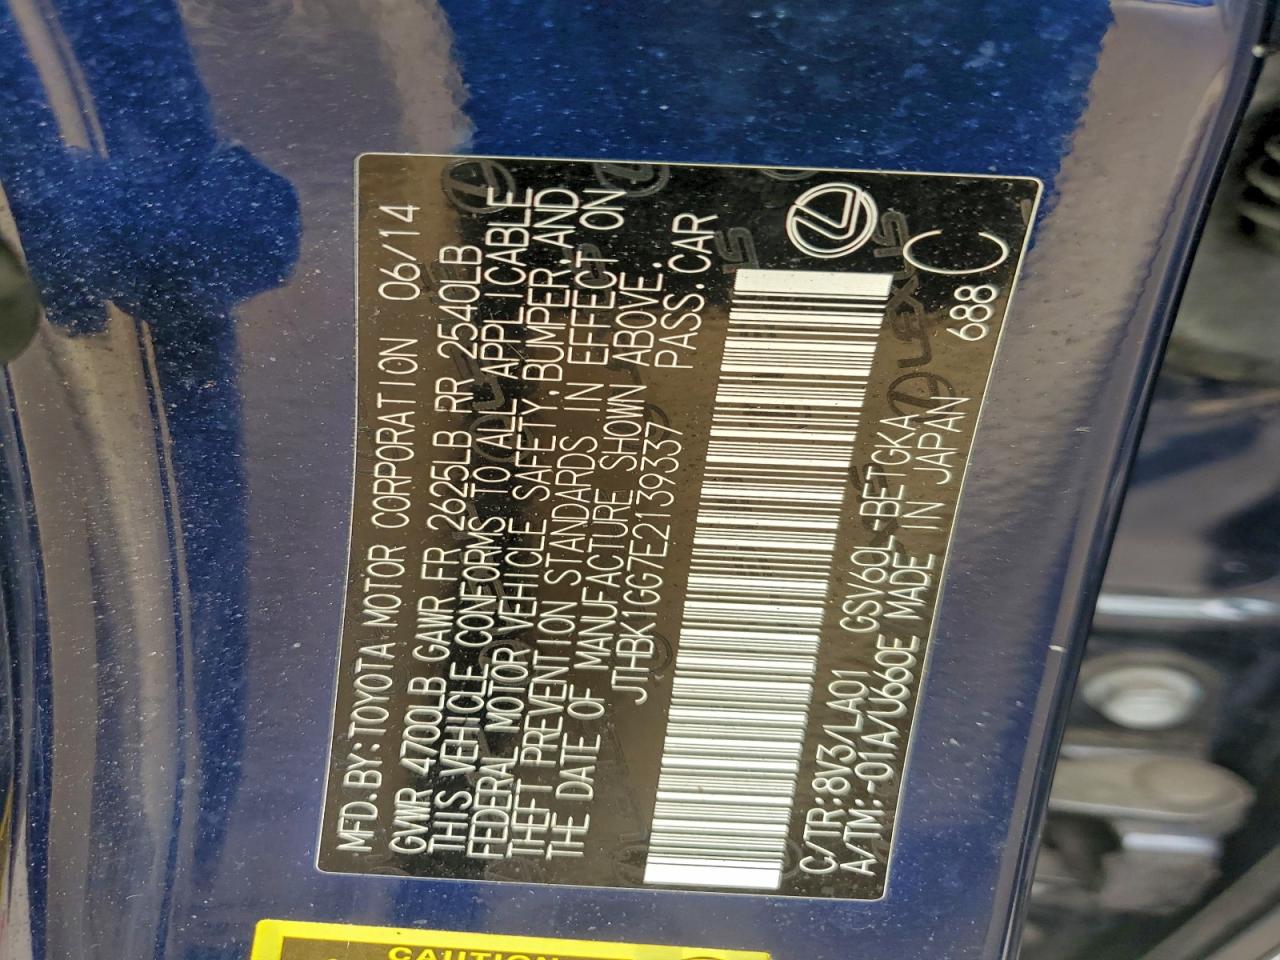 MFD.BY:TOYOTA MOTOR CORPORATION 06/14
GVWR 4700LB GAWR FR 2625LB RR 2540LB
THIS VEHICLE CONFORMS TO ALL APPLICABLE
FEDERAL MOTOR VEHICLE SAFETY,BUMPER,AND
THEFT PREVENTION STANDARDS IN EFFECT ON
THE DATE OF MANUFACTURE SHOWN ABOVE.
JTHBK1GG7E2139337 PASS.CAR
C/TR:8V3/LA01 GSV60L-BETGKA
A/TM:-01A/U660E MADE IN JAPAN
688
C
LEXUS
CAUTION